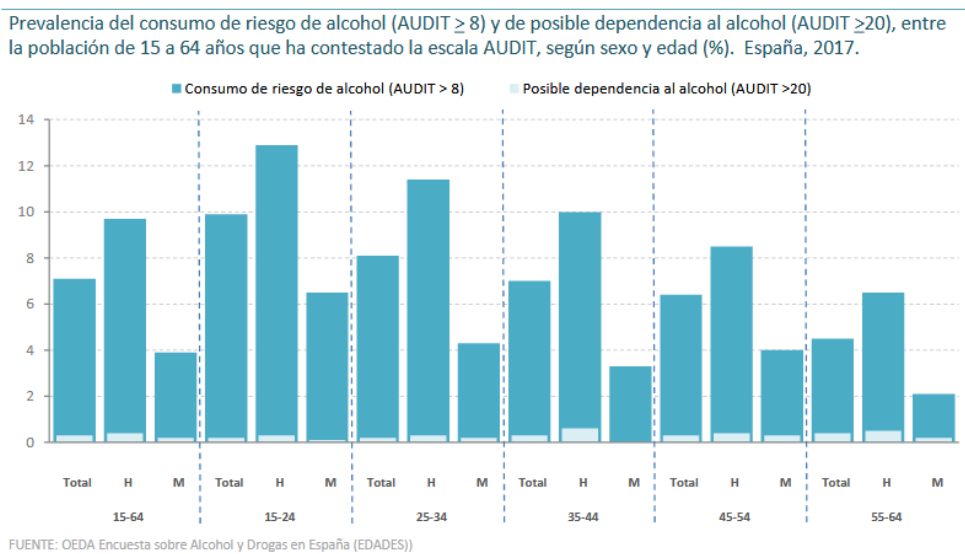 Prevalencia del consumo de riesgo de alcohol (AUDIT ≥ 8) y de posible dependencia al alcohol (AUDIT ≥20), entre
la población de 15 a 64 años que ha contestado la escala AUDIT, según sexo y edad (%). España, 2017.
Consumo de riesgo de alcohol (AUDIT > 8) Posible dependencia al alcohol (AUDIT >20)
14
12
10
8
6
4
2
0
Total H M Total H M Total H M Total H M Total H M Total H M
15-64 15-24 25-34 35-44 45-54 55-64
FUENTE: OEDA Encuesta sobre Alcohol y Drogas en España (EDADES))